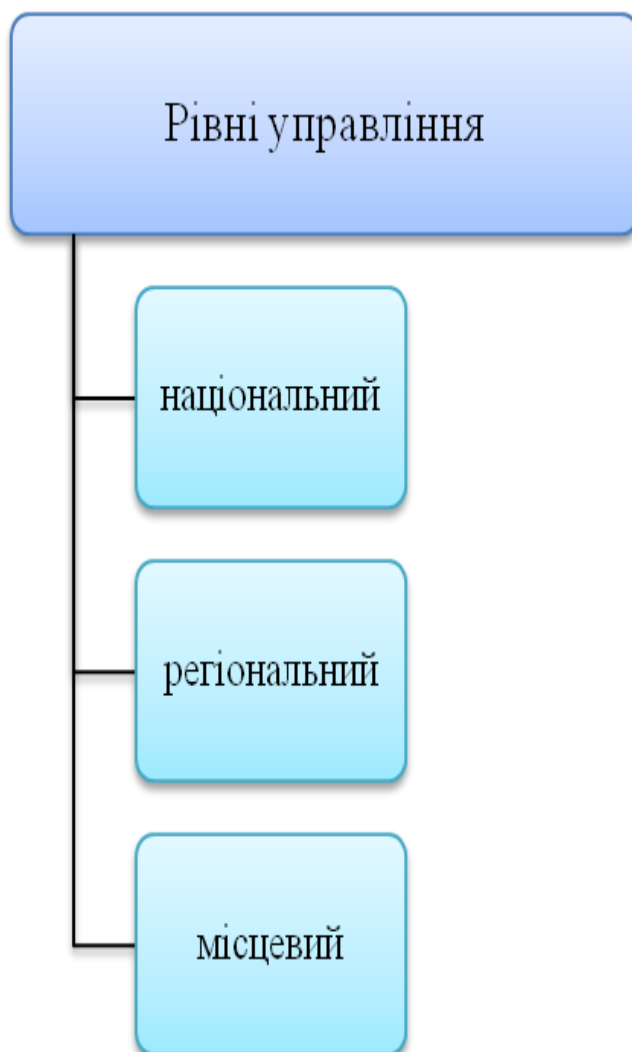 Рівні управління
національний
регіональний
місцевий